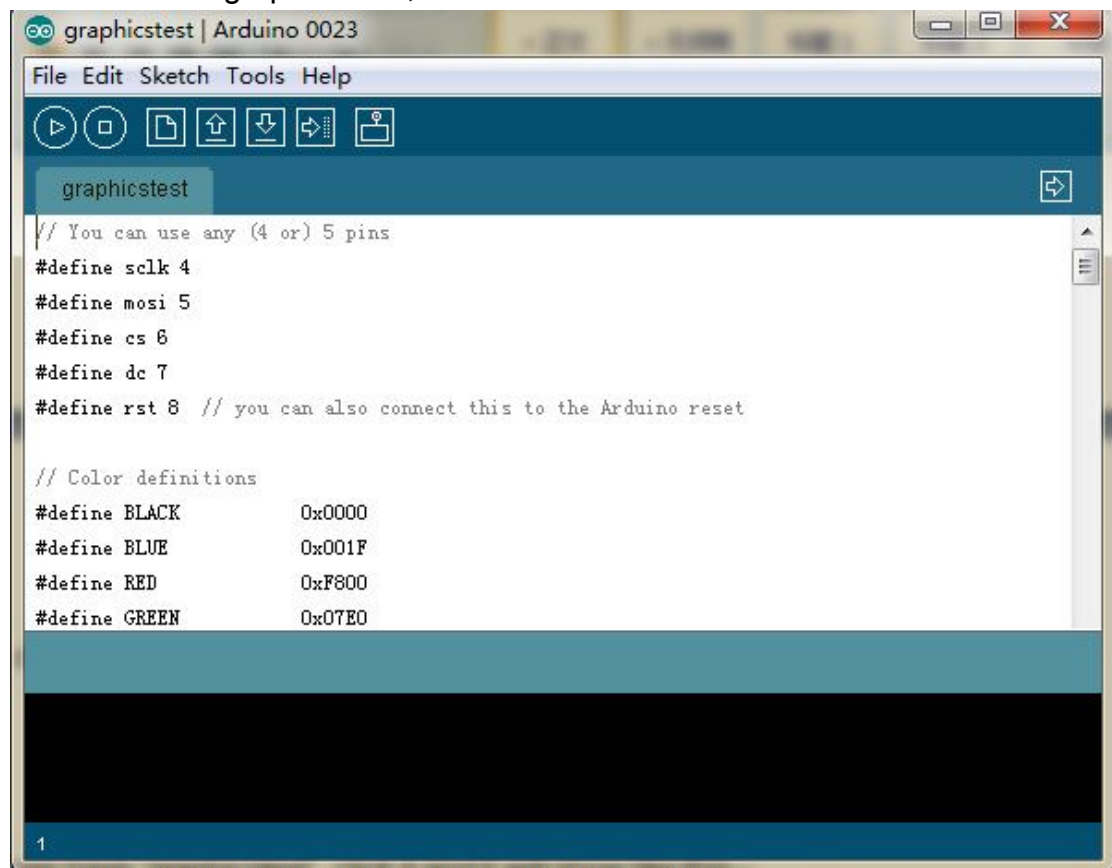 graphicstest | Arduino 0023
File Edit Sketch Tools Help
graphicstest
// You can use any (4 or) 5 pins
#define sclk 4
#define mosi 5
#define cs 6
#define dc 7
#define rst 8 // you can also connect this to the Arduino reset
// Color definitions
#define BLACK 0x0000
#define BLUE 0x001F
#define RED 0xF800
#define GREEN 0x07E0
1